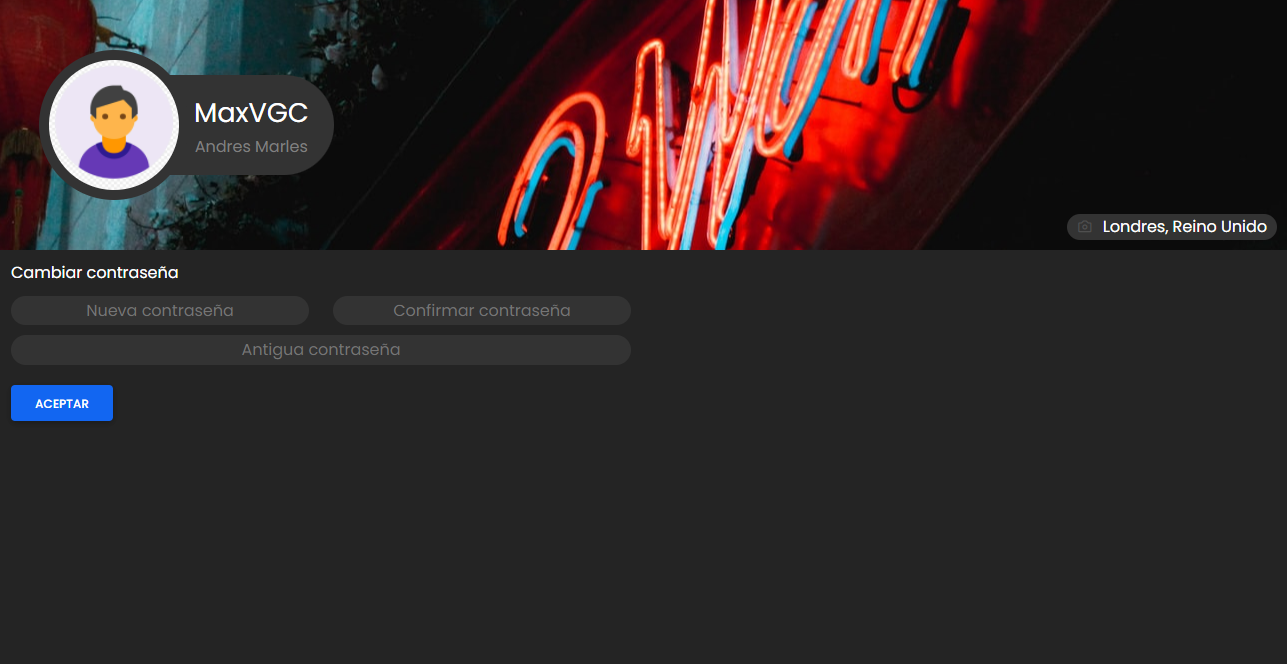 MaxVGC
Andres Marles
Londres, Reino Unido
Cambiar contraseña
Nueva contraseña
Confirmar contraseña
Antigua contraseña
ACEPTAR